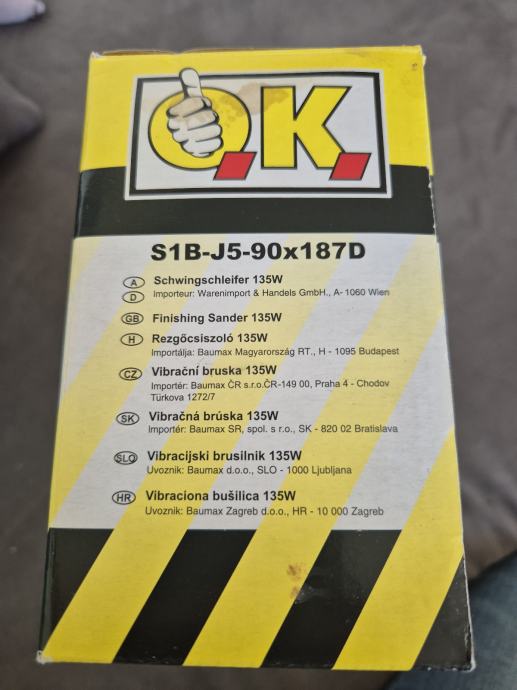 O.K.
S1B-J5-90x187D
A Schwingschleifer 135W
D Importeur: Warenimport & Handels GmbH., A- 1060 Wien
GB Finishing Sander 135W
H Rezgőcsiszoló 135W
Importálja: Baumax Magyarország RT., H - 1095 Budapest
CZ Vibrační bruska 135W
Importér: Baumax ČR s.r.o.ČR-149 00, Praha 4 - Chodov
Türkova 1272/7
SK Vibračná brúska 135W
Importér: Baumax SR, spol. s r.o., SK - 820 02 Bratislava
SLO Vibracijski brusilnik 135W
Uvoznik: Baumax d.o.o., SLO - 1000 Ljubljana
HR Vibraciona bušilica 135W
Uvoznik: Baumax Zagreb d.o.o., HR - 10 000 Zagreb